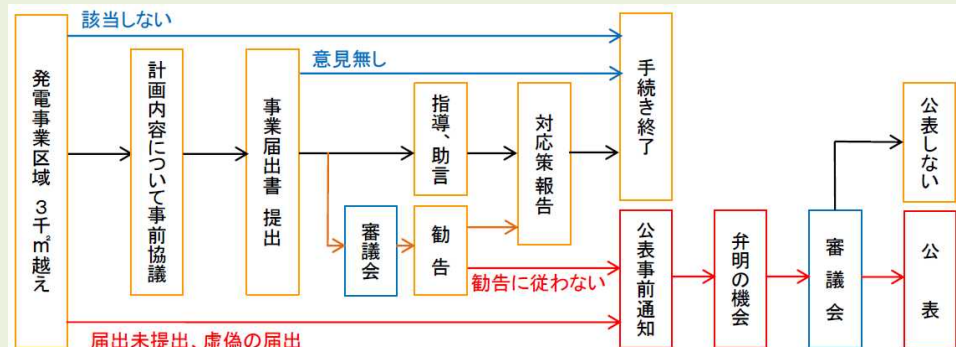 発電事業区域 3千㎡越え
該当しない
計画内容について事前協議
事業届出書 提出
意見無し
指導、助言
対応策報告
手続き終了
審議会
勧告
勧告に従わない
届出未提出、虚偽の届出
公表事前通知
弁明の機会
審議会
公表しない
公表